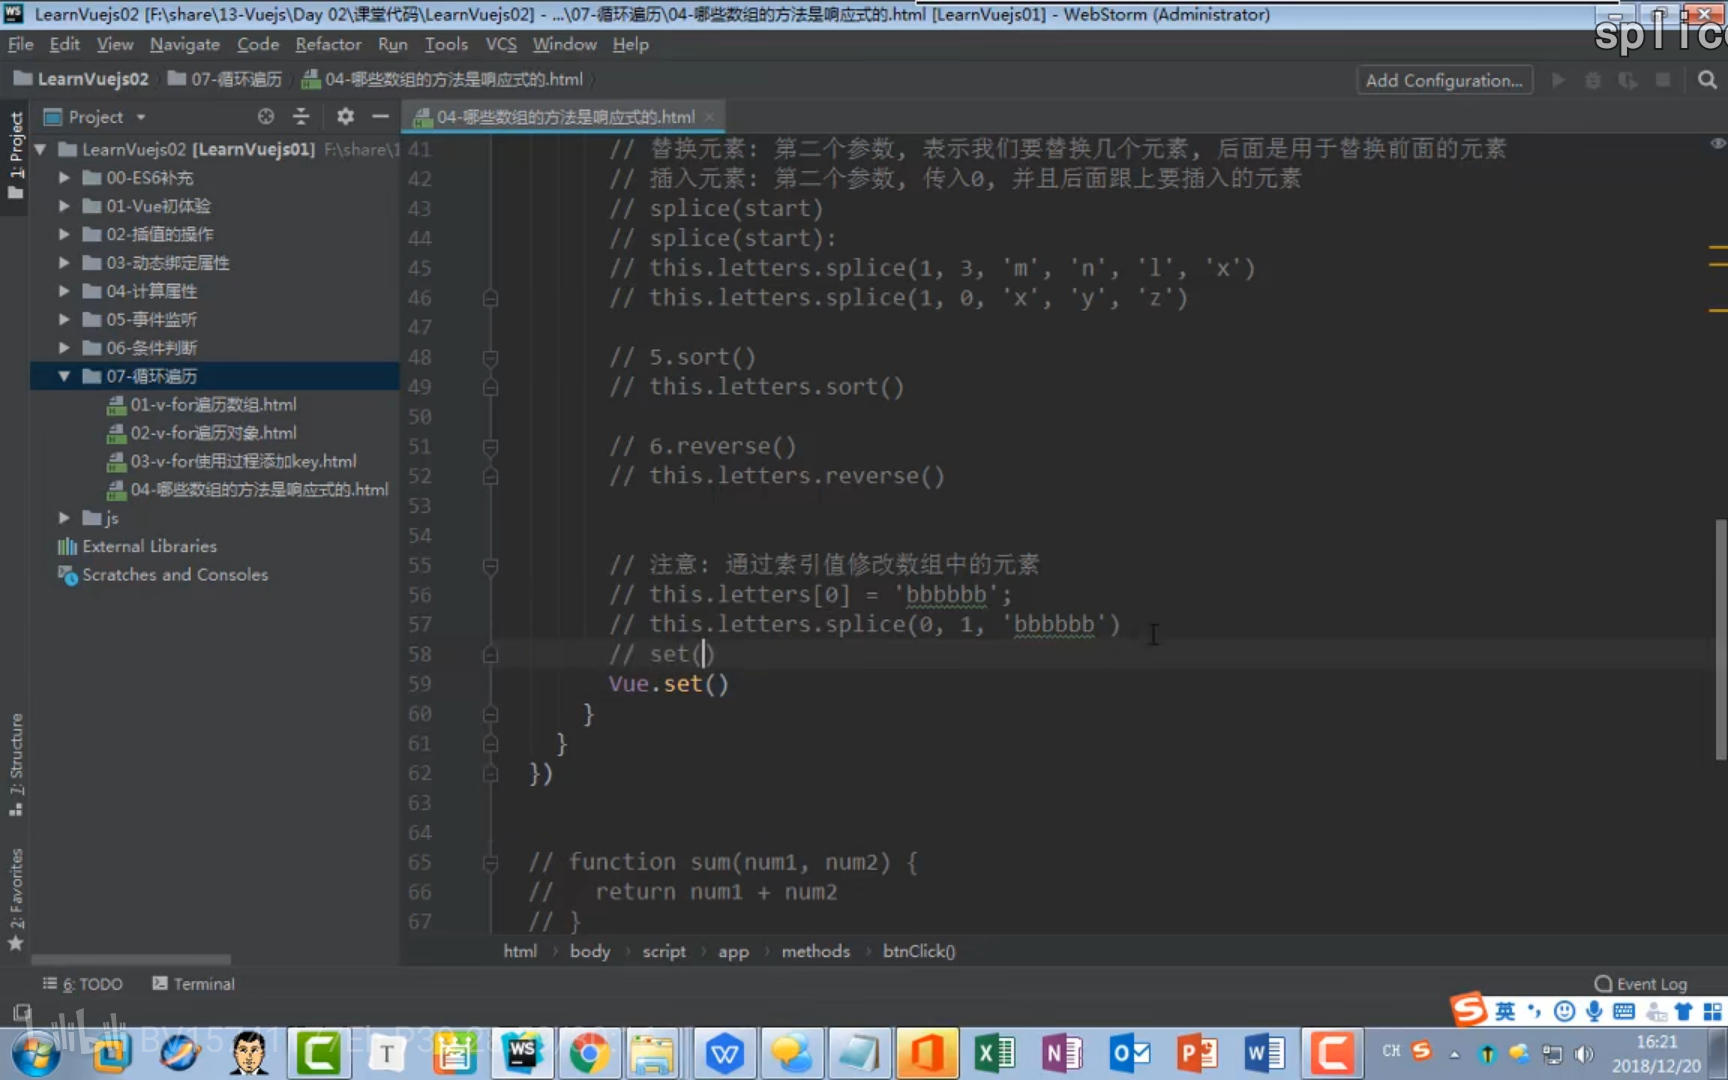 LearnVuejs02 [F:\share\13-Vuejs\Day 02\课堂代码\LearnVuejs02] - ...\07-循环遍历\04-哪些数组的方法是响应式的.html [LearnVuejs01] - WebStorm (Administrator)
splice
File Edit View Navigate Code Refactor Run Tools VCS Window Help
LearnVuejs02 07-循环遍历 04-哪些数组的方法是响应式的.html Add Configuration...
Project 04-哪些数组的方法是响应式的.html
1: Project
LearnVuejs02 [LearnVuejs01] F:\share\1
00-ES6补充
01-Vue初体验
02-插值的操作
03-动态绑定属性
04-计算属性
05-事件监听
06-条件判断
07-循环遍历
01-v-for遍历数组.html
02-v-for遍历对象.html
03-v-for使用过程添加key.html
04-哪些数组的方法是响应式的.html
js
External Libraries
Scratches and Consoles
7: Structure
2: Favorites
41 // 替换元素: 第二个参数, 表示我们要替换几个元素, 后面是用于替换前面的元素
42 // 插入元素: 第二个参数, 传入0, 并且后面跟上要插入的元素
43 // splice(start)
44 // splice(start):
45 // this.letters.splice(1, 3, 'm', 'n', 'l', 'x')
46 // this.letters.splice(1, 0, 'x', 'y', 'z')
47
48 // 5.sort()
49 // this.letters.sort()
50
51 // 6.reverse()
52 // this.letters.reverse()
53
54
55 // 注意: 通过索引值修改数组中的元素
56 // this.letters[0] = 'bbbbbb';
57 // this.letters.splice(0, 1, 'bbbbbb')
58 // set()
59 Vue.set()
60 }
61 }
62 })
63
64
65 // function sum(num1, num2) {
66 // return num1 + num2
67 // }
html body script app methods btnClick()
6: TODO Terminal Event Log
英
CH
16:21
2018/12/20